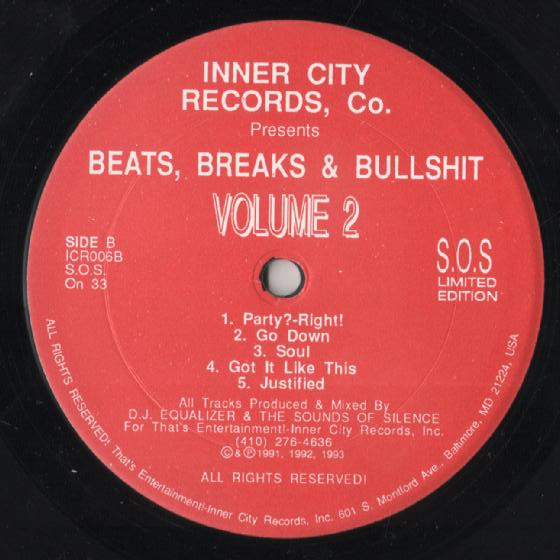 INNER CITY
RECORDS, Co.
Presents
BEATS, BREAKS & BULLSHIT
VOLUME 2
SIDE B
ICR006B
S.O.S.
On 33
S.O.S
LIMITED
EDITION
1. Party?-Right!
2. Go Down
3. Soul
4. Got It Like This
5. Justified
All Tracks Produced & Mixed By
D.J. EQUALIZER & THE SOUNDS OF SILENCE
For That's Entertainment!-Inner City Records, Inc.
(410) 276-4636
©&℗1991, 1992, 1993
ALL RIGHTS RESERVED!
ALL RIGHTS RESERVED! That's Entertainment!-Inner City Records, Inc. 601 S. Montford Ave., Baltimore, MD 21224, USA